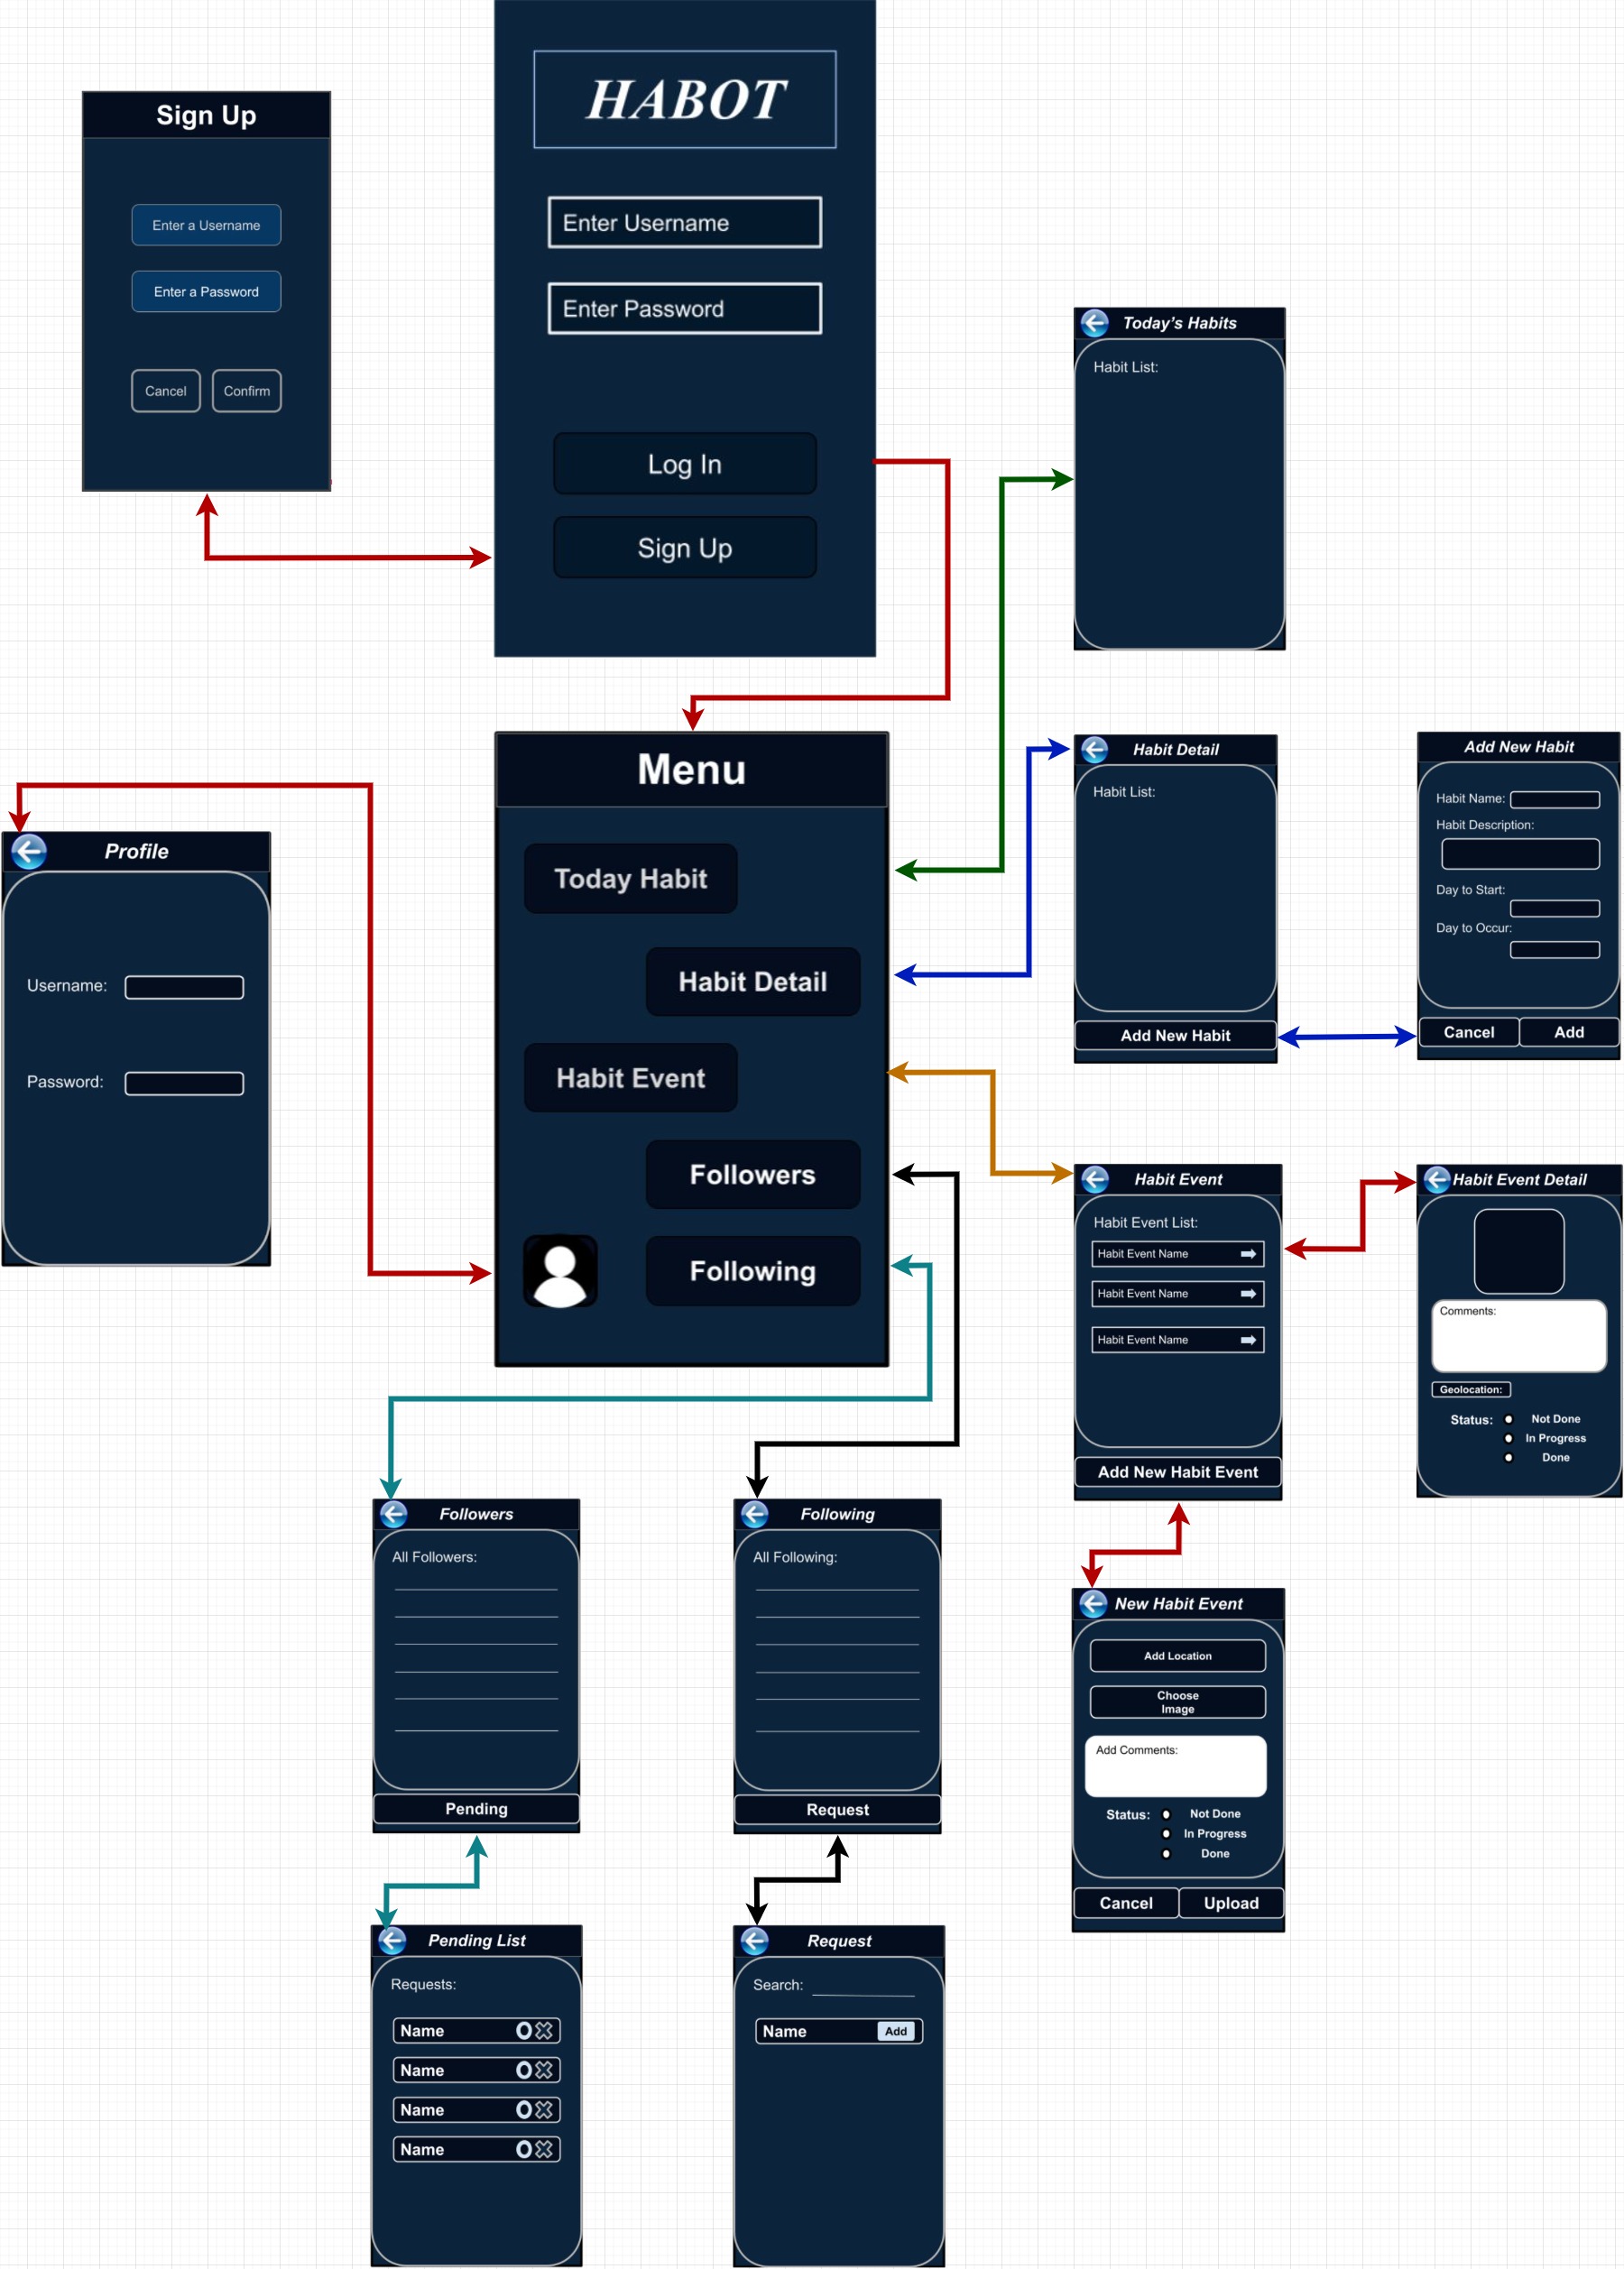 Sign Up
Enter a Username
Enter a Password
Cancel
Confirm
HABOT
Enter Username
Enter Password
Log In
Sign Up
Today's Habits
Habit List:
Menu
Today Habit
Habit Detail
Habit Event
Followers
Following
Profile
Username:
Password:
Habit Detail
Habit List:
Add New Habit
Add New Habit
Habit Name:
Habit Description:
Day to Start:
Day to Occur:
Cancel
Add
Habit Event
Habit Event List:
Habit Event Name
Habit Event Name
Habit Event Name
Add New Habit Event
Habit Event Detail
Comments:
Geolocation:
Status:
Not Done
In Progress
Done
Followers
All Followers:
Pending
Following
All Following:
Request
New Habit Event
Add Location
Choose
Image
Add Comments:
Status:
Not Done
In Progress
Done
Cancel
Upload
Pending List
Requests:
Name
Name
Name
Name
Request
Search:
Name
Add